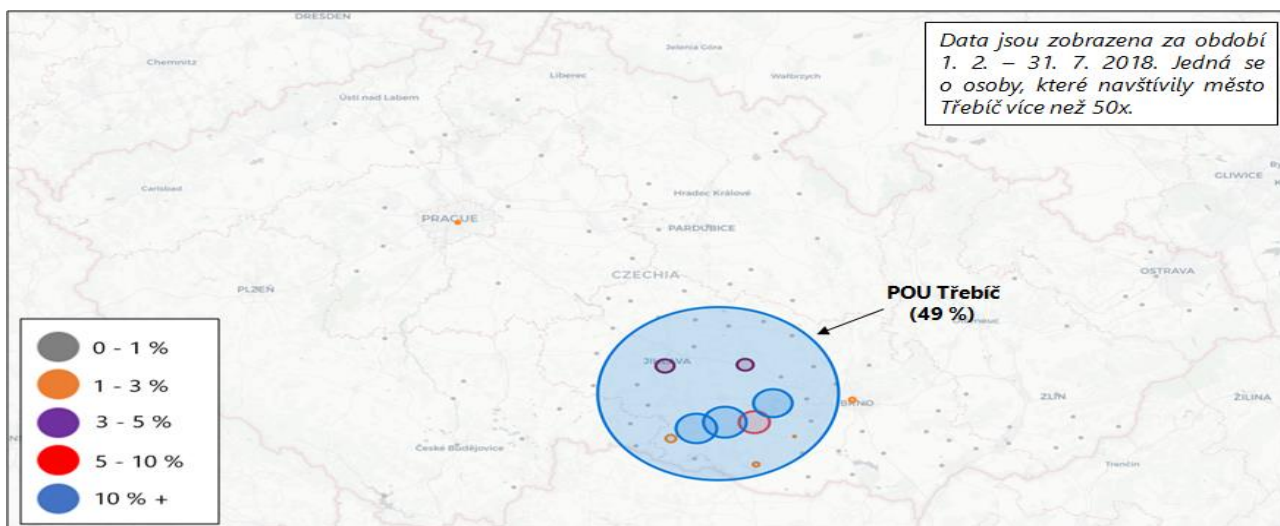 DRESDEN
Data jsou zobrazena za období
1. 2. – 31. 7. 2018. Jedná se
o osoby, které navštívily město
Třebíč více než 50x.
Jelenia Góra
Chemnitz
Liberec
Wałbrzych
Ústí nad Labem
GLIWICE
Carlsbad
Hradec Králové
PRAGUE
PARDUBICE
CZECHIA
OSTRAVA
PLZEŇ
POU Třebíč
(49 %)
JIHLAVA
BRNO
ZLÍN
ŽILINA
České Budějovice
Trenčín
0 - 1 %
1 - 3 %
3 - 5 %
5 - 10 %
10 % +